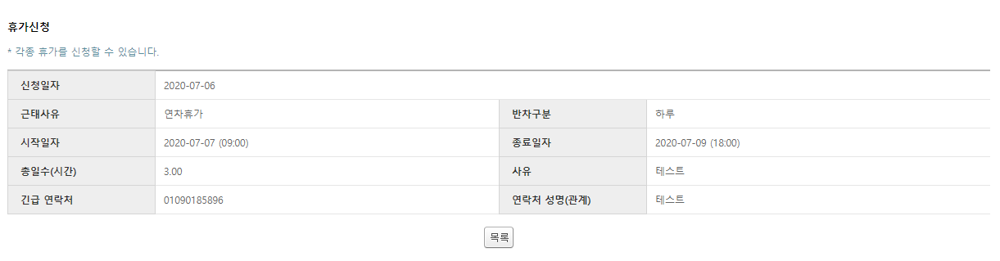 휴가신청
* 각종 휴가를 신청할 수 있습니다.
신청일자 2020-07-06
근태사유 연차휴가 반차구분 하루
시작일자 2020-07-07 (09:00) 종료일자 2020-07-09 (18:00)
총일수(시간) 3.00 사유 테스트
긴급 연락처 01090185896 연락처 성명(관계) 테스트
목록